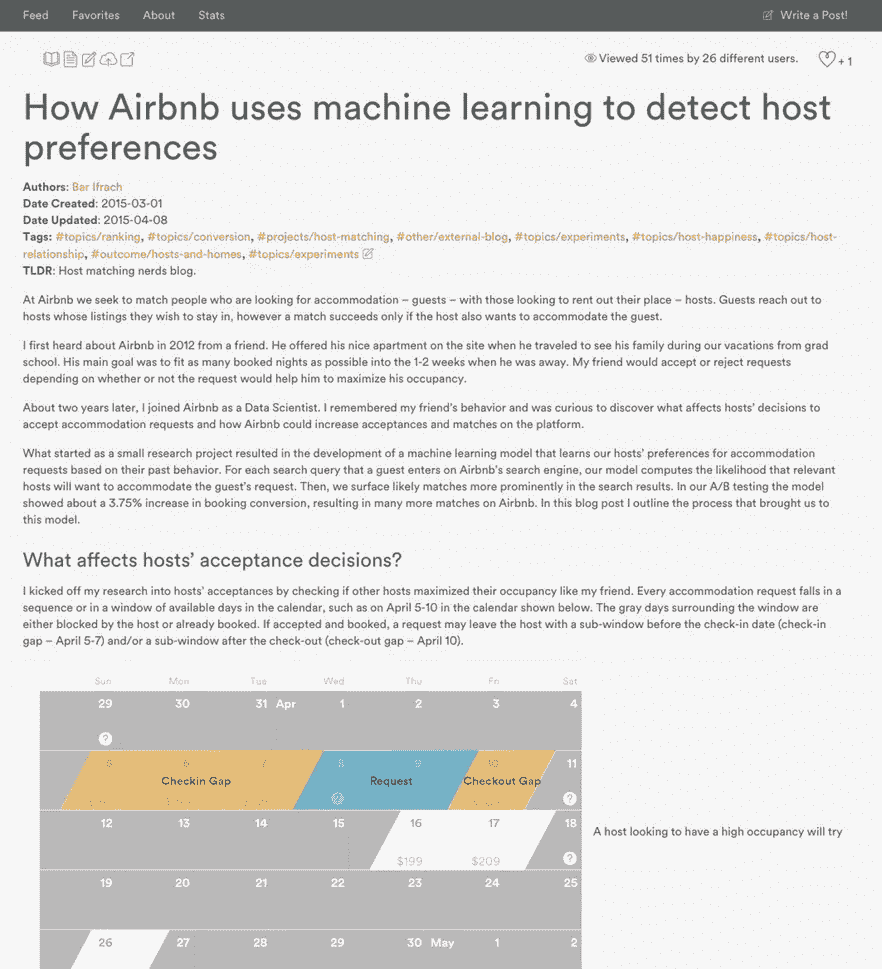 Feed Favorites About Stats Write a Post!
Viewed 51 times by 26 different users. + 1
How Airbnb uses machine learning to detect host
preferences
Authors: Bar Ifrach
Date Created: 2015-03-01
Date Updated: 2015-04-08
Tags: #topics/ranking, #topics/conversion, #projects/host-matching, #other/external-blog, #topics/experiments, #topics/host-happiness, #topics/host-
relationship, #outcome/hosts-and-homes, #topics/experiments
TLDR: Host matching nerds blog.
At Airbnb we seek to match people who are looking for accommodation – guests – with those looking to rent out their place – hosts. Guests reach out to
hosts whose listings they wish to stay in, however a match succeeds only if the host also wants to accommodate the guest.
I first heard about Airbnb in 2012 from a friend. He offered his nice apartment on the site when he traveled to see his family during our vacations from grad
school. His main goal was to fit as many booked nights as possible into the 1-2 weeks when he was away. My friend would accept or reject requests
depending on whether or not the request would help him to maximize his occupancy.
About two years later, I joined Airbnb as a Data Scientist. I remembered my friend's behavior and was curious to discover what affects hosts' decisions to
accept accommodation requests and how Airbnb could increase acceptances and matches on the platform.
What started as a small research project resulted in the development of a machine learning model that learns our hosts' preferences for accommodation
requests based on their past behavior. For each search query that a guest enters on Airbnb's search engine, our model computes the likelihood that relevant
hosts will want to accommodate the guest's request. Then, we surface likely matches more prominently in the search results. In our A/B testing the model
showed about a 3.75% increase in booking conversion, resulting in many more matches on Airbnb. In this blog post I outline the process that brought us to
this model.
What affects hosts' acceptance decisions?
I kicked off my research into hosts' acceptances by checking if other hosts maximized their occupancy like my friend. Every accommodation request falls in a
sequence or in a window of available days in the calendar, such as on April 5-10 in the calendar shown below. The gray days surrounding the window are
either blocked by the host or already booked. If accepted and booked, a request may leave the host with a sub-window before the check-in date (check-in
gap – April 5-7) and/or a sub-window after the check-out (check-out gap – April 10).
Sun Mon Tue Wed Thu Fri Sat
29 30 31 Apr 1 2 3 4
?
5 6 7 8 9 10 11
Checkin Gap Request Checkout Gap
?
12 13 14 15 16 17 18
A host looking to have a high occupancy will try
$199 $209 ?
19 20 21 22 23 24 25
26 27 28 29 30 May 1 2